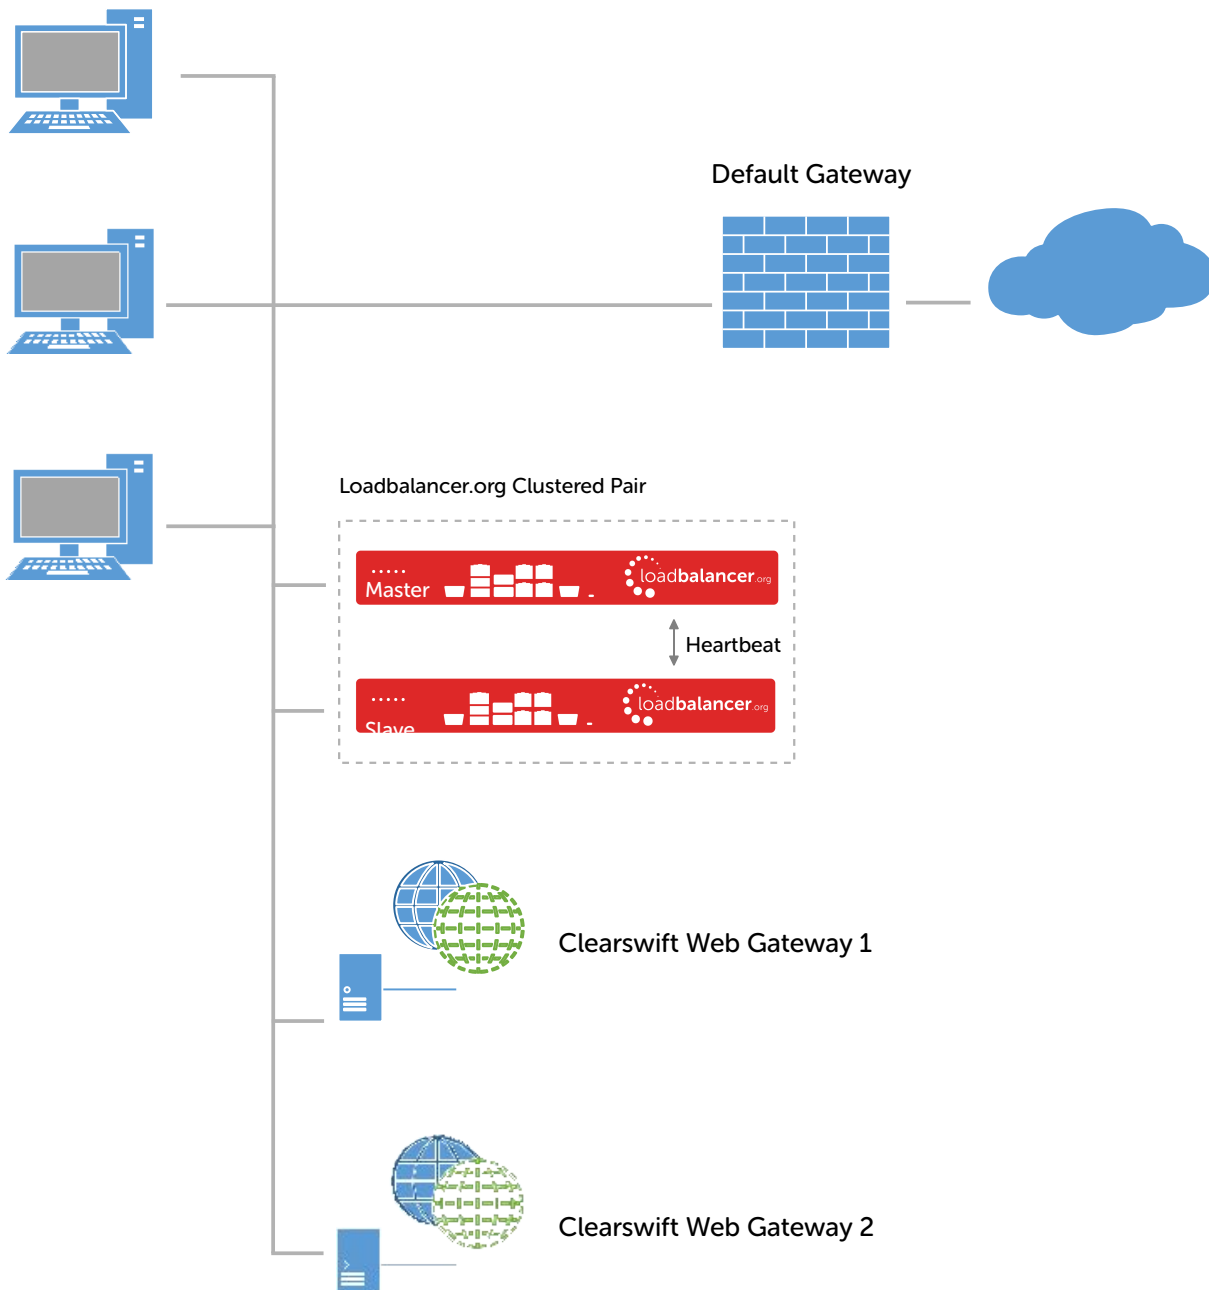 Default Gateway
Loadbalancer.org Clustered Pair
Master
loadbalancer.org
Heartbeat
Slave
loadbalancer.org
Clearswift Web Gateway 1
Clearswift Web Gateway 2